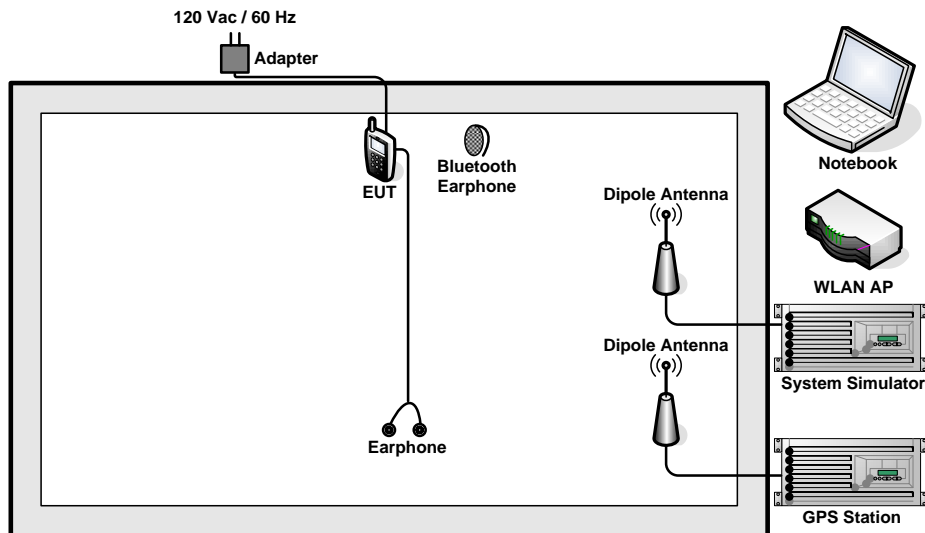 120 Vac / 60 Hz
Adapter
EUT
Bluetooth
Earphone
Notebook
Dipole Antenna
WLAN AP
Dipole Antenna
System Simulator
Earphone
GPS Station